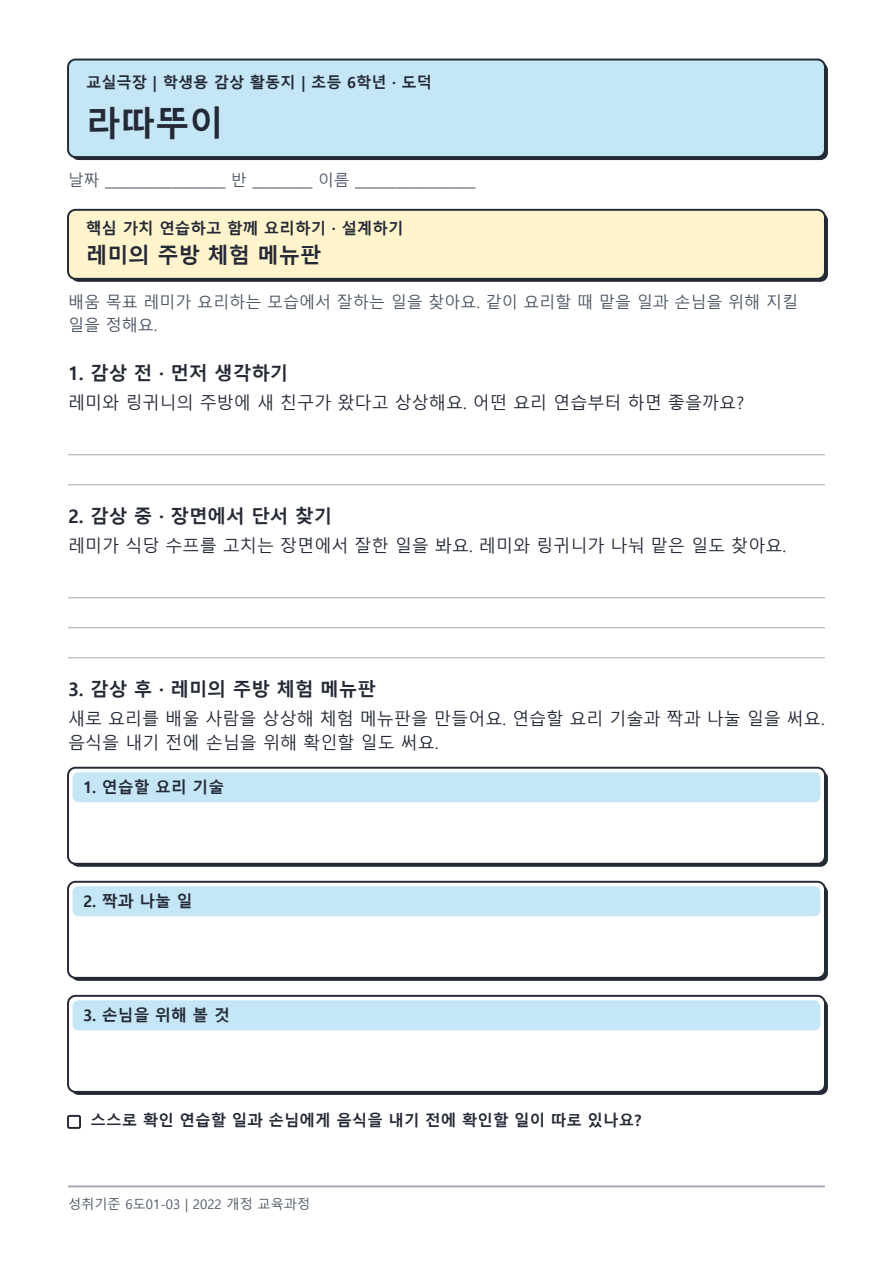 교실극장 | 학생용 감상 활동지 | 초등 6학년 · 도덕
라따뚜이
날짜 _______________ 반 ________ 이름 _______________
핵심 가치 연습하고 함께 요리하기 · 설계하기
레미의 주방 체험 메뉴판
배움 목표 레미가 요리하는 모습에서 잘하는 일을 찾아요. 같이 요리할 때 맡을 일과 손님을 위해 지킬
일을 정해요.
1. 감상 전 · 먼저 생각하기
레미와 링귀니의 주방에 새 친구가 왔다고 상상해요. 어떤 요리 연습부터 하면 좋을까요?
2. 감상 중 · 장면에서 단서 찾기
레미가 식당 수프를 고치는 장면에서 잘한 일을 봐요. 레미와 링귀니가 나눠 맡은 일도 찾아요.
3. 감상 후 · 레미의 주방 체험 메뉴판
새로 요리를 배울 사람을 상상해 체험 메뉴판을 만들어요. 연습할 요리 기술과 짝과 나눌 일을 써요.
음식을 내기 전에 손님을 위해 확인할 일도 써요.
1. 연습할 요리 기술
2. 짝과 나눌 일
3. 손님을 위해 볼 것
스스로 확인 연습할 일과 손님에게 음식을 내기 전에 확인할 일이 따로 있나요?
성취기준 6도01-03 | 2022 개정 교육과정